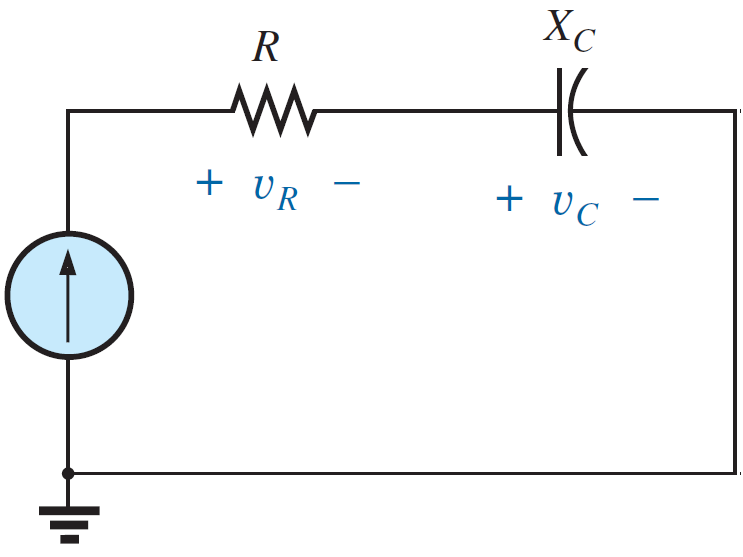 R
X_C
+ v_R −
+ v_C −